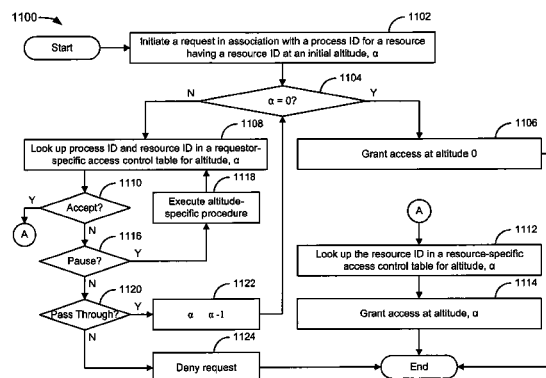 1100
Start
1102
Initiate a request in association with a process ID for a resource
having a resource ID at an initial altitude, α
1104
N
α = 0?
Y
1108
Look up process ID and resource ID in a requestor-
specific access control table for altitude, α
1106
Grant access at altitude 0
1110
Y
Accept?
A
N
1118
Execute altitude-
specific procedure
1116
Pause?
Y
N
A
1112
Look up the resource ID in a resource-specific
access control table for altitude, α
1120
Pass Through?
Y
N
1122
α α -1
1114
Grant access at altitude, α
1124
Deny request
End